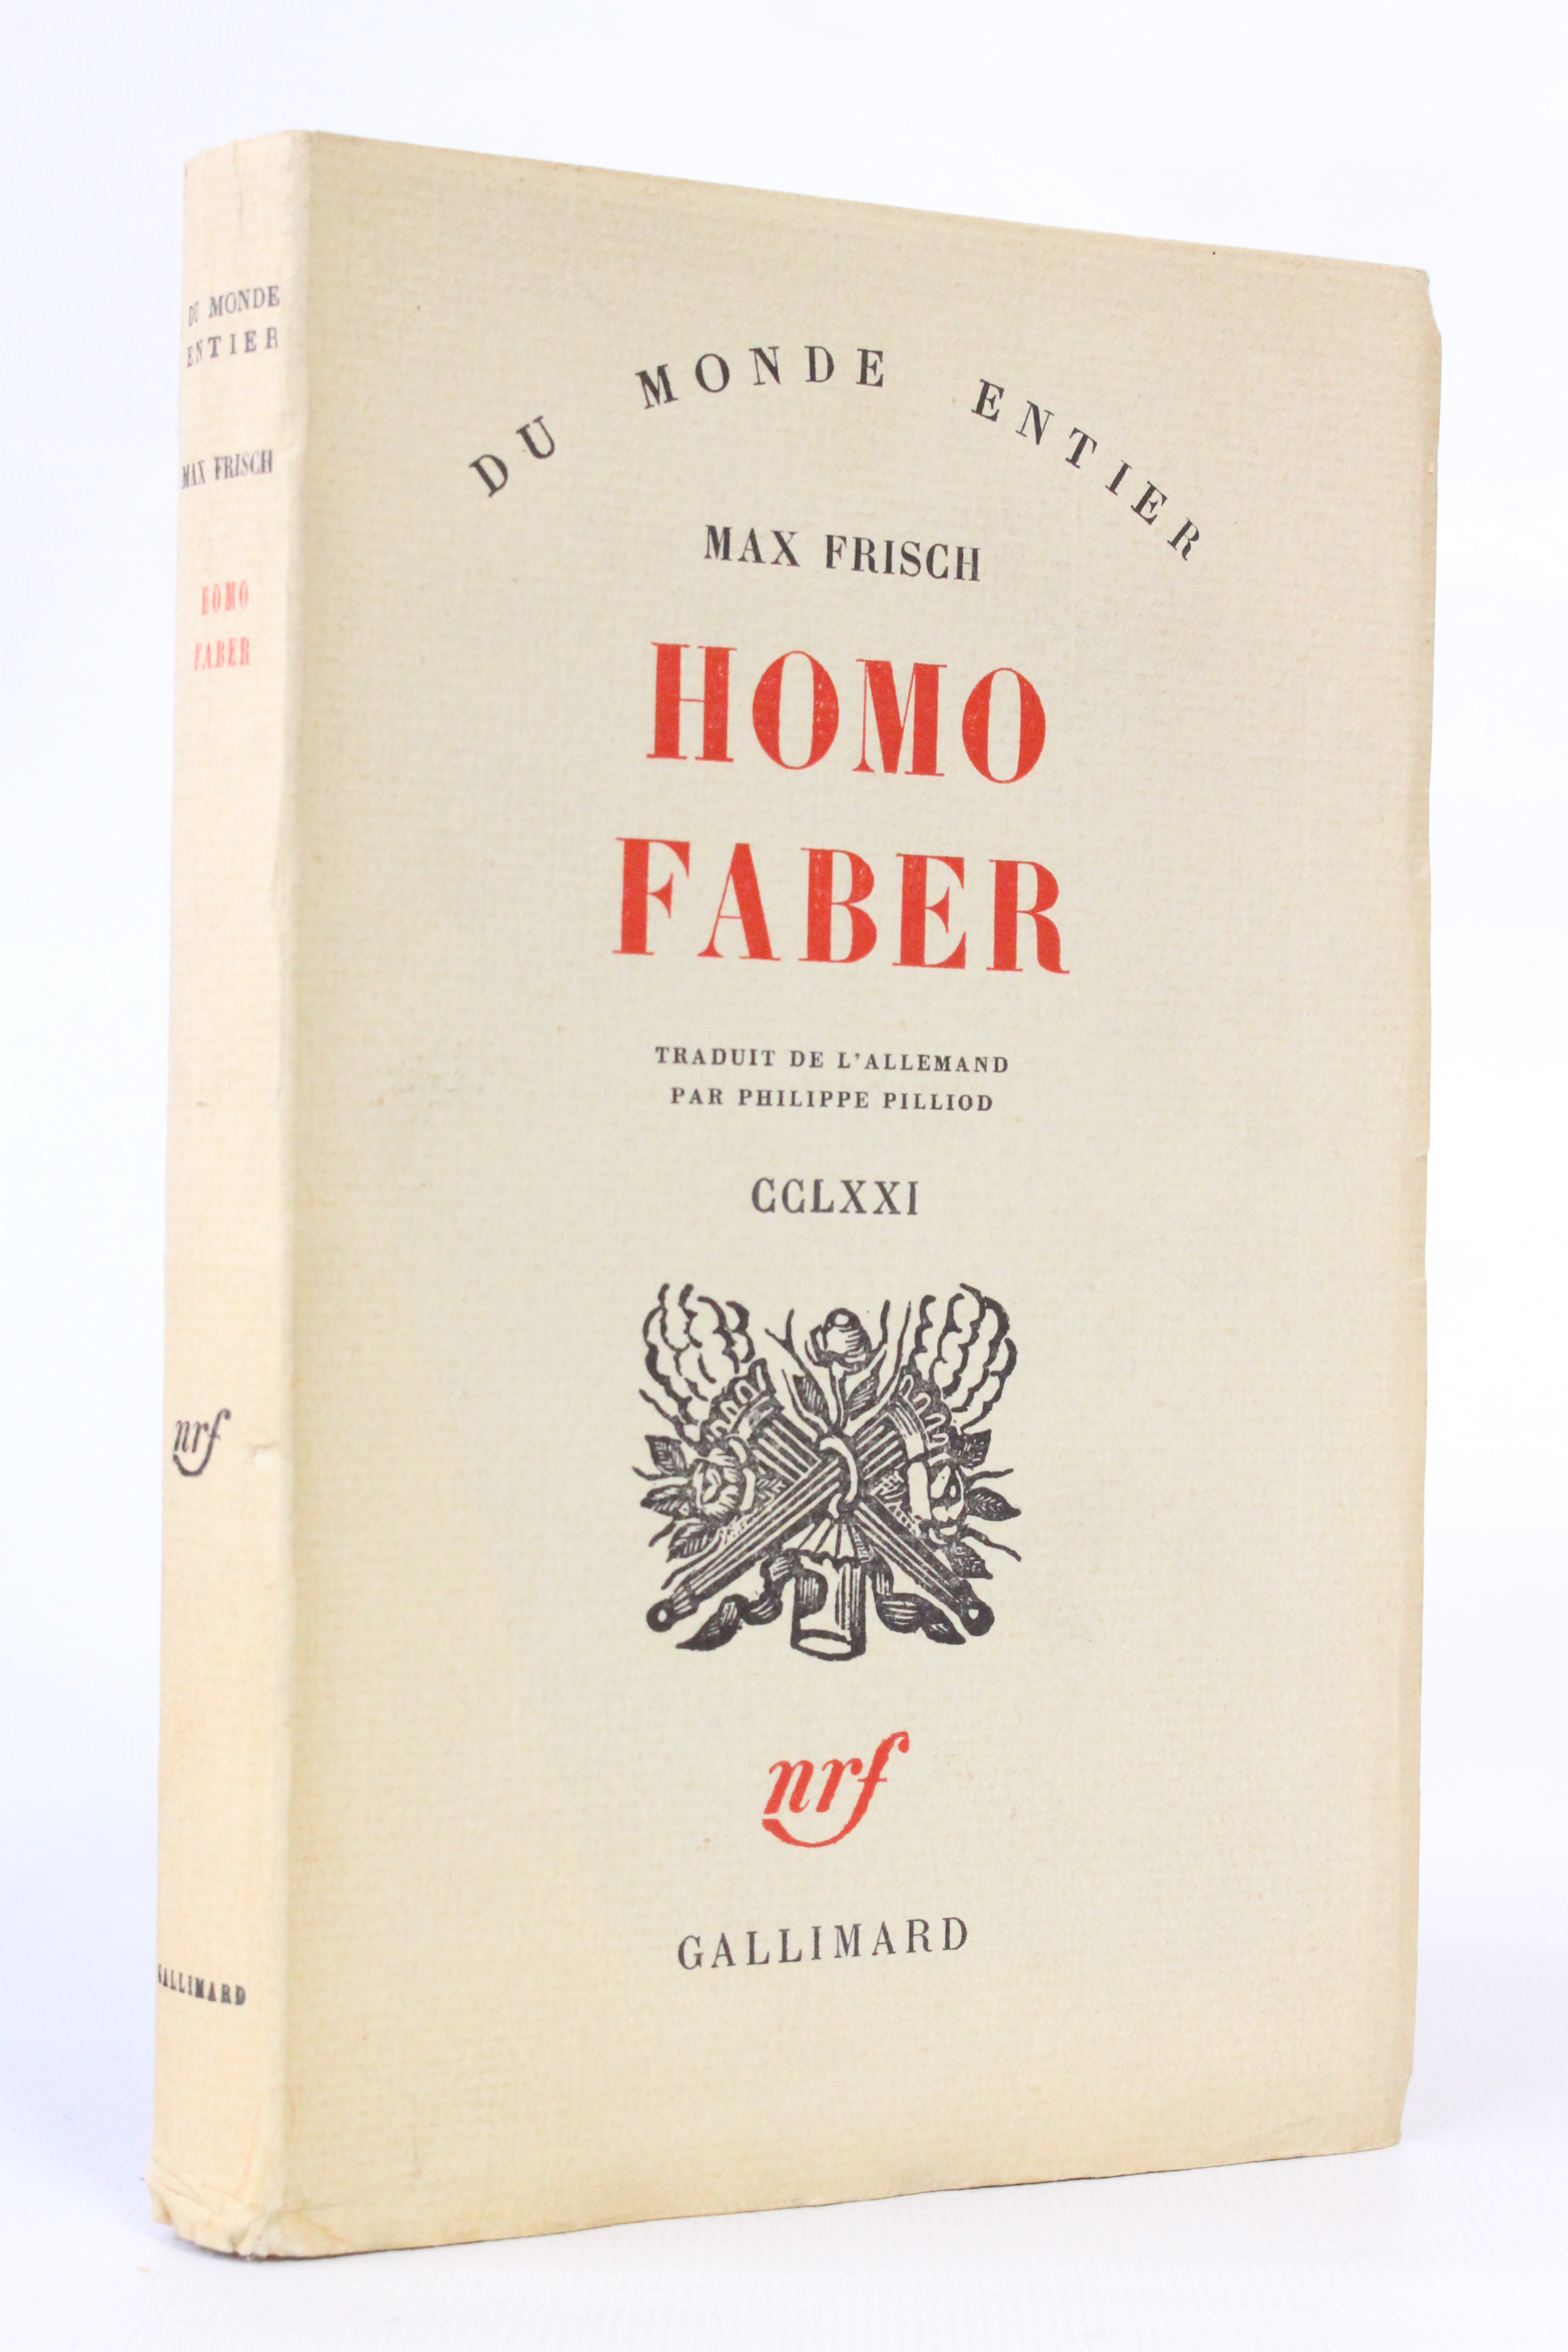 DU MONDE
ENTIER
MAX FRISCH
HOMO
FABER
nrf
GALLIMARD
DU MONDE ENTIER
MAX FRISCH
HOMO
FABER
TRADUIT DE L'ALLEMAND
PAR PHILIPPE PILLIOD
CCLXXI
nrf
GALLIMARD